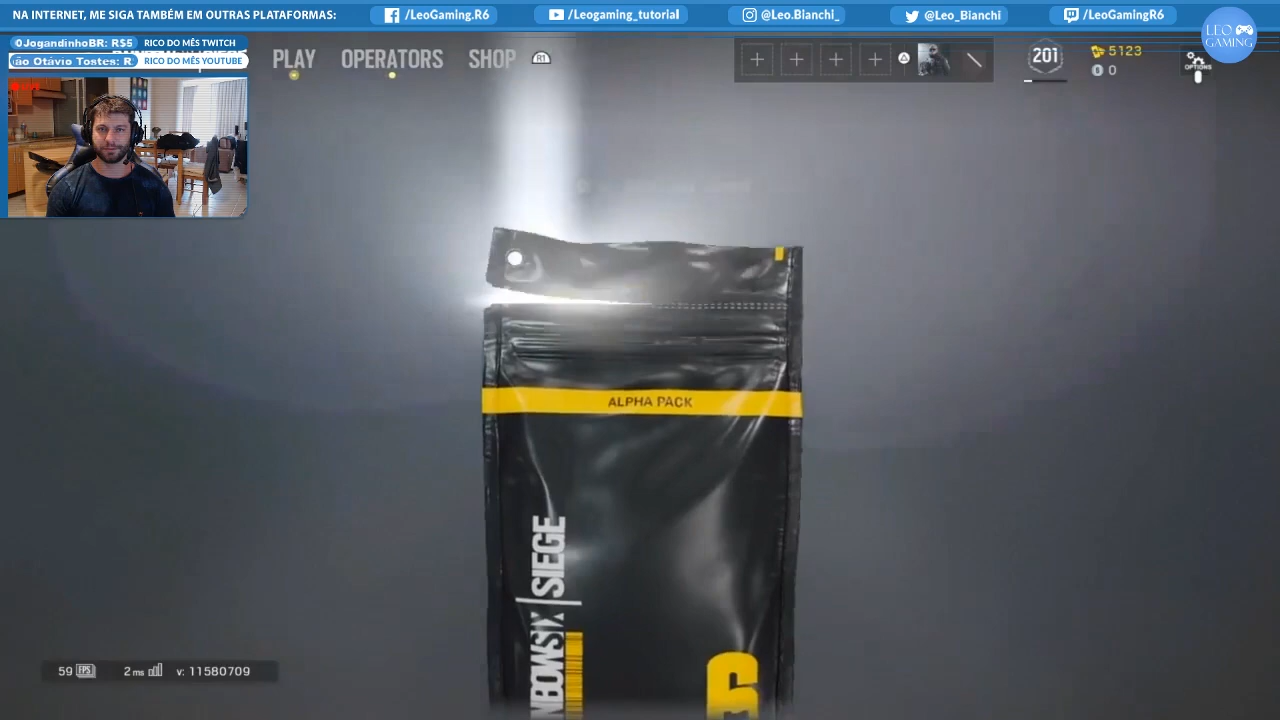 NA INTERNET, ME SIGA TAMBÉM EM OUTRAS PLATAFORMAS:
/LeoGaming.R6
/Leogaming_tutorial
@Leo.Bianchi_
@Leo_Bianchi
/LeoGamingR6
LEO
GAMING
0JogandinhoBR: R$5
RICO DO MÊS TWITCH
ão Otávio Tostes: R
RICO DO MÊS YOUTUBE
PLAY
OPERATORS
SHOP
R1
201
5123
0
OPTIONS
ALPHA PACK
NBOWSIX | SIEGE
6
59 FPS
2 ms
v: 11580709